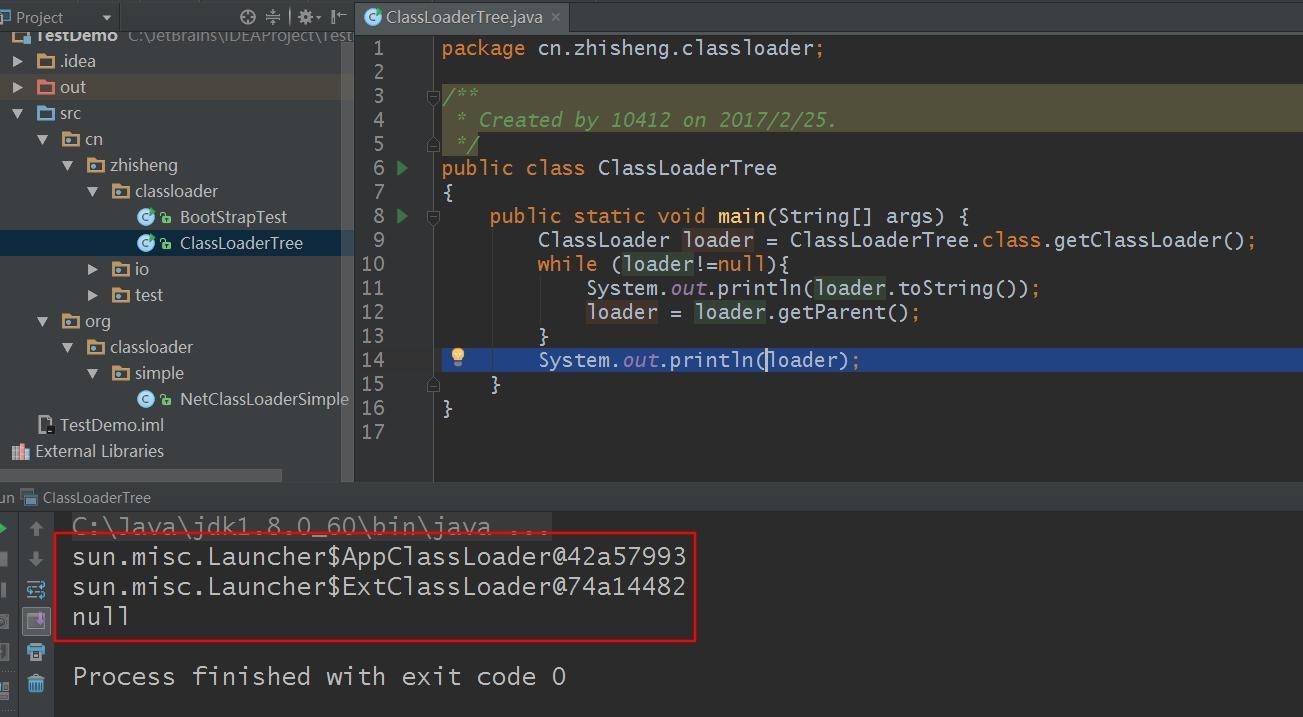 Project
ClassLoaderTree.java
TestDemo C:\JetBrains\IDEAProject\Test
.idea
out
src
cn
zhisheng
classloader
BootStrapTest
ClassLoaderTree
io
test
org
classloader
simple
NetClassLoaderSimple
TestDemo.iml
External Libraries
1 package cn.zhisheng.classloader;
2
3 /**
4  * Created by 10412 on 2017/2/25.
5  */
6 public class ClassLoaderTree
7 {
8     public static void main(String[] args) {
9         ClassLoader loader = ClassLoaderTree.class.getClassLoader();
10         while (loader!=null){
11             System.out.println(loader.toString());
12             loader = loader.getParent();
13         }
14         System.out.println(loader);
15     }
16 }
17
un ClassLoaderTree
C:\Java\jdk1.8.0_60\bin\java ...
sun.misc.Launcher$AppClassLoader@42a57993
sun.misc.Launcher$ExtClassLoader@74a14482
null
Process finished with exit code 0